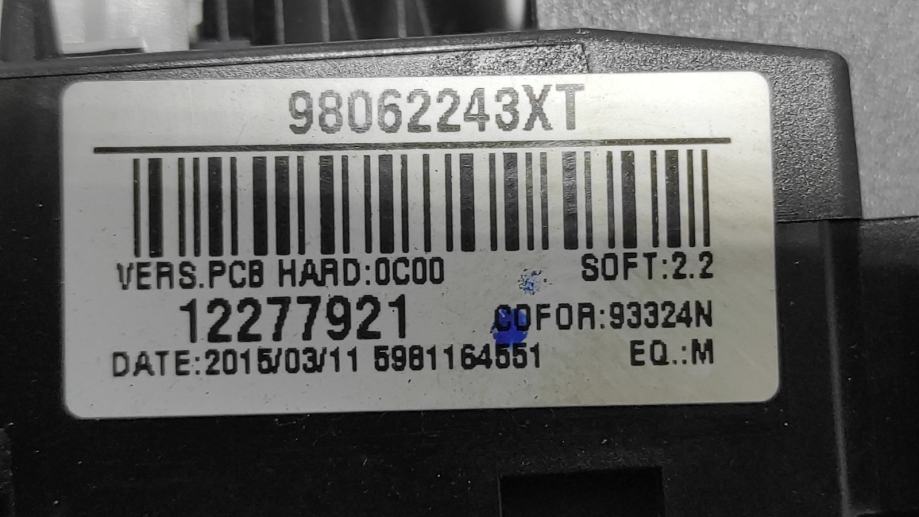 98062243XT
VERS.PCB HARD:0C00 SOFT:2.2
12277921 COFOR:93324N
DATE:2015/03/11 5981164551 EQ.:M